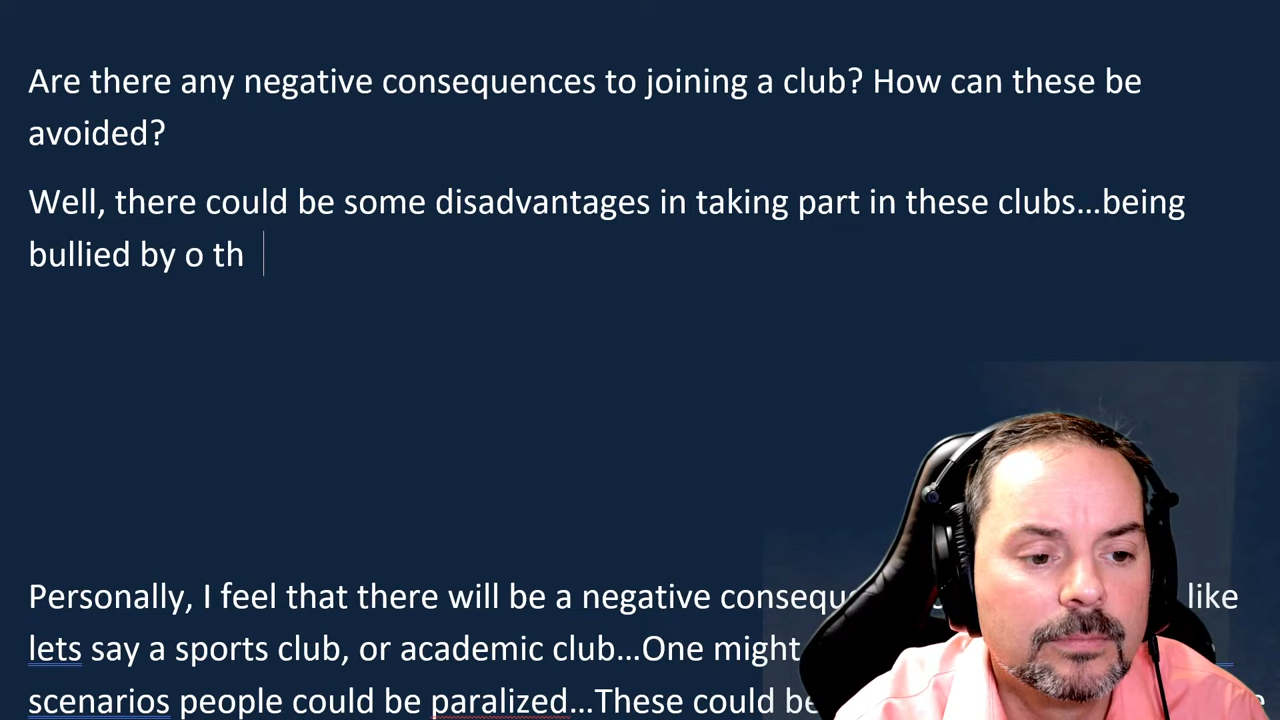 Are there any negative consequences to joining a club? How can these be
avoided?
Well, there could be some disadvantages in taking part in these clubs...being
bullied by o th
Personally, I feel that there will be a negative like
lets say a sports club, or academic club...One might
scenarios people could be paralized...These could be